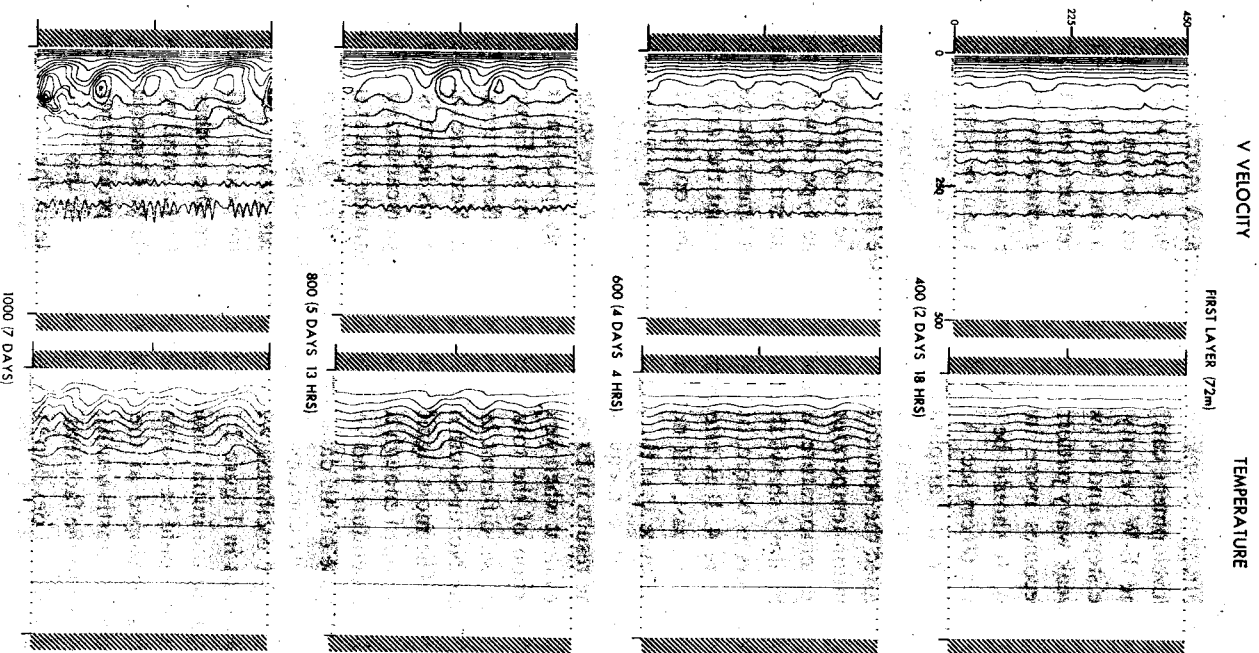 V VELOCITY
FIRST LAYER (72m)
TEMPERATURE
0
225
450
0
250
500
400 (2 DAYS 18 HRS)
600 (4 DAYS 4 HRS)
800 (5 DAYS 13 HRS)
1000 (7 DAYS)